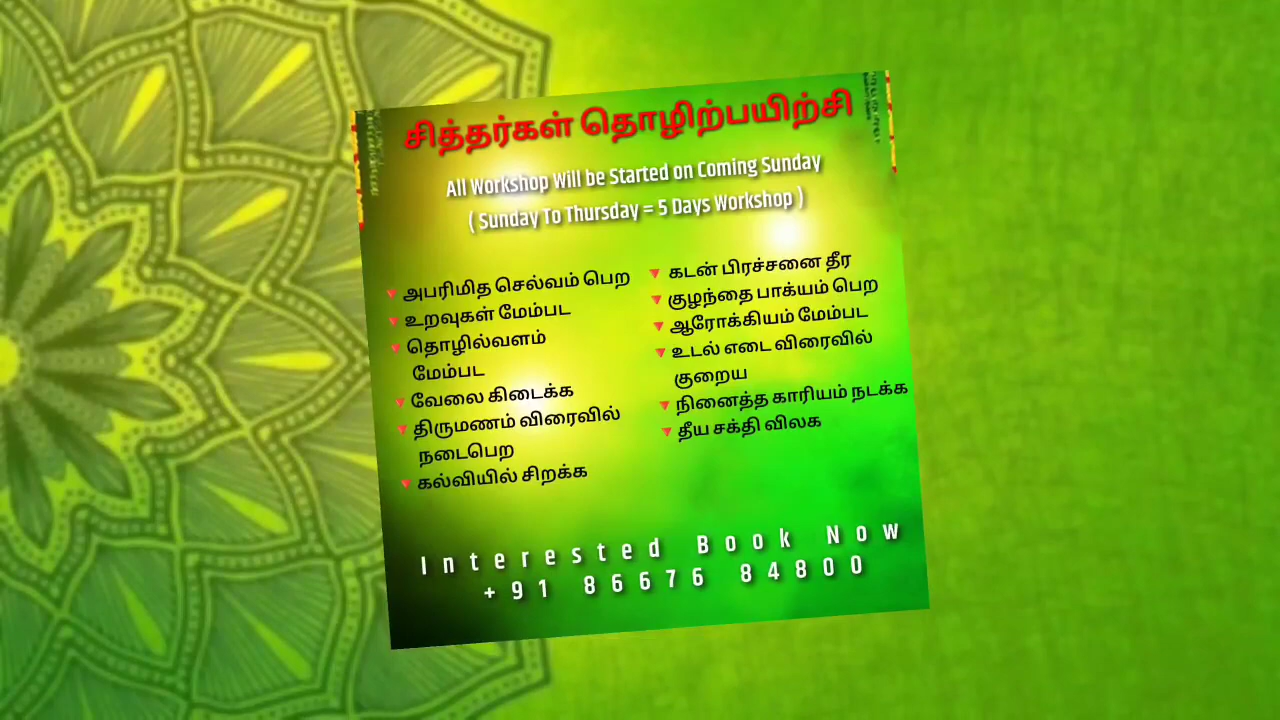 சித்தர்கள் தொழிற்பயிற்சி
All Workshop Will be Started on Coming Sunday
( Sunday To Thursday = 5 Days Workshop )
🔻அபரிமித செல்வம் பெற
🔻உறவுகள் மேம்பட
🔻தொழில்வளம்
மேம்பட
🔻வேலை கிடைக்க
🔻திருமணம் விரைவில்
நடைபெற
🔻கல்வியில் சிறக்க
🔻கடன் பிரச்சனை தீர
🔻குழந்தை பாக்யம் பெற
🔻ஆரோக்கியம் மேம்பட
🔻உடல் எடை விரைவில்
குறைய
🔻நினைத்த காரியம் நடக்க
🔻தீய சக்தி விலக
Interested Book Now
+91 86676 84800